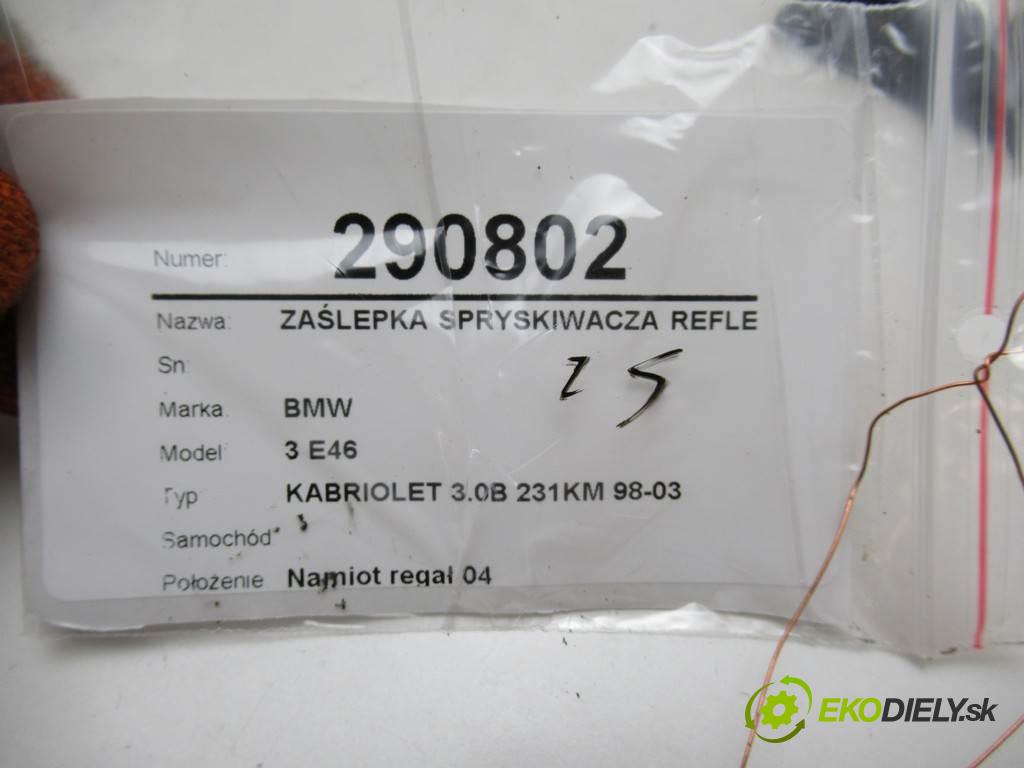 Numer: 290802
Nazwa: ZAŚLEPKA SPRYSKIWACZA REFLE
Sn:
Z S
Marka: BMW
Model: 3 E46
Typ: KABRIOLET 3.0B 231KM 98-03
Samochód
Położenie Namiot regał 04
EKODIELY.sk